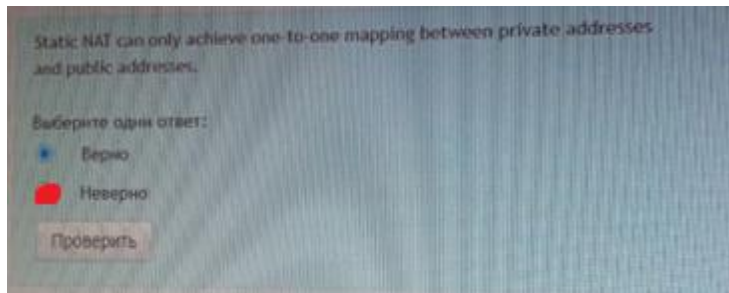 Static NAT can only achieve one-to-one mapping between private addresses
and public addresses.
Выберите один ответ:
Верно
Неверно
Проверить